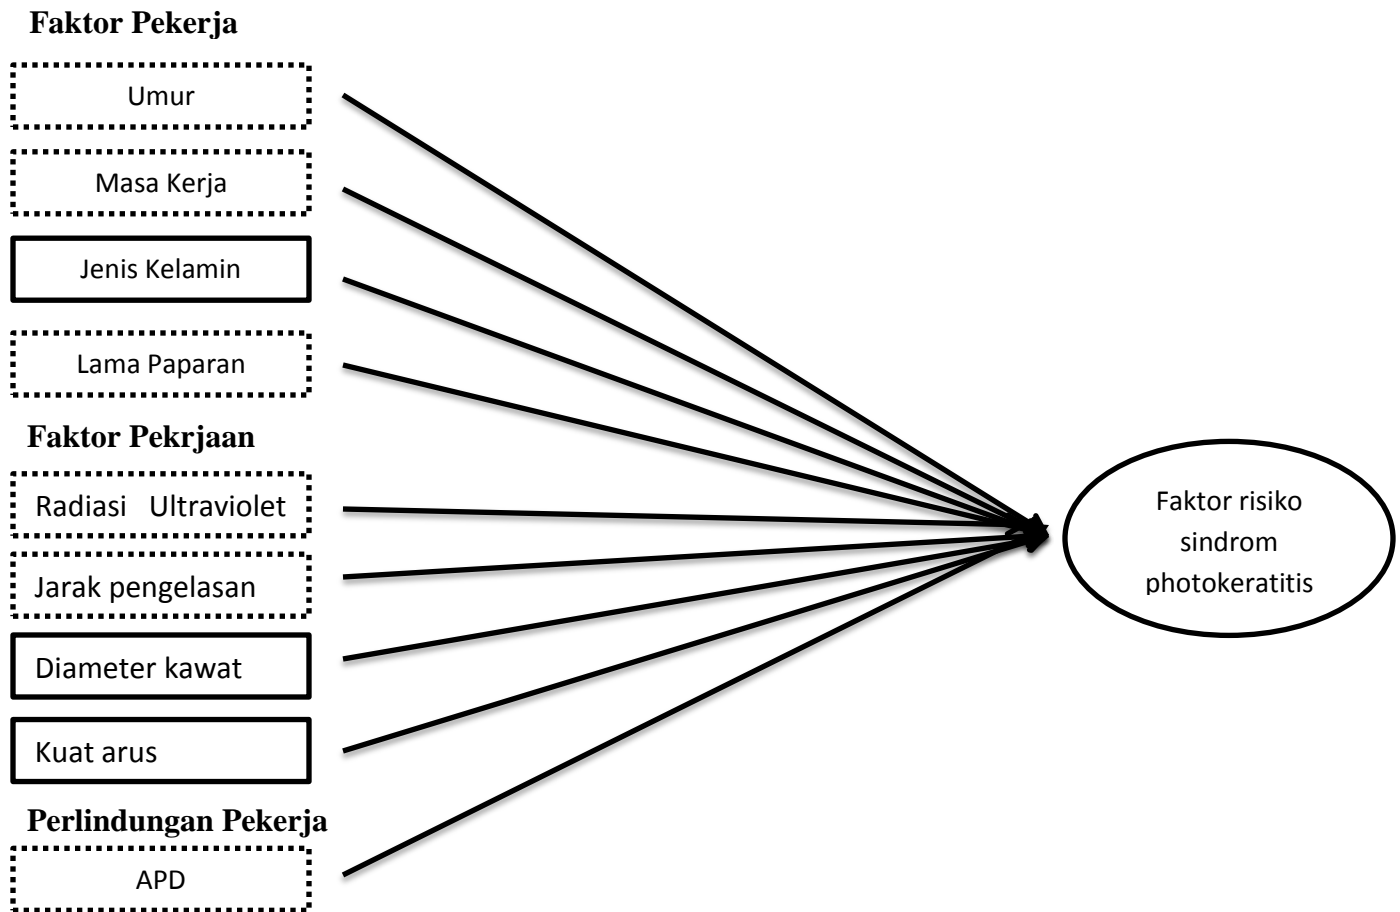 Faktor Pekerja
Umur
Masa Kerja
Jenis Kelamin
Lama Paparan
Faktor Pekrjaan
Radiasi Ultraviolet
Jarak pengelasan
Diameter kawat
Kuat arus
Perlindungan Pekerja
APD
Faktor risiko
sindrom
photokeratitis